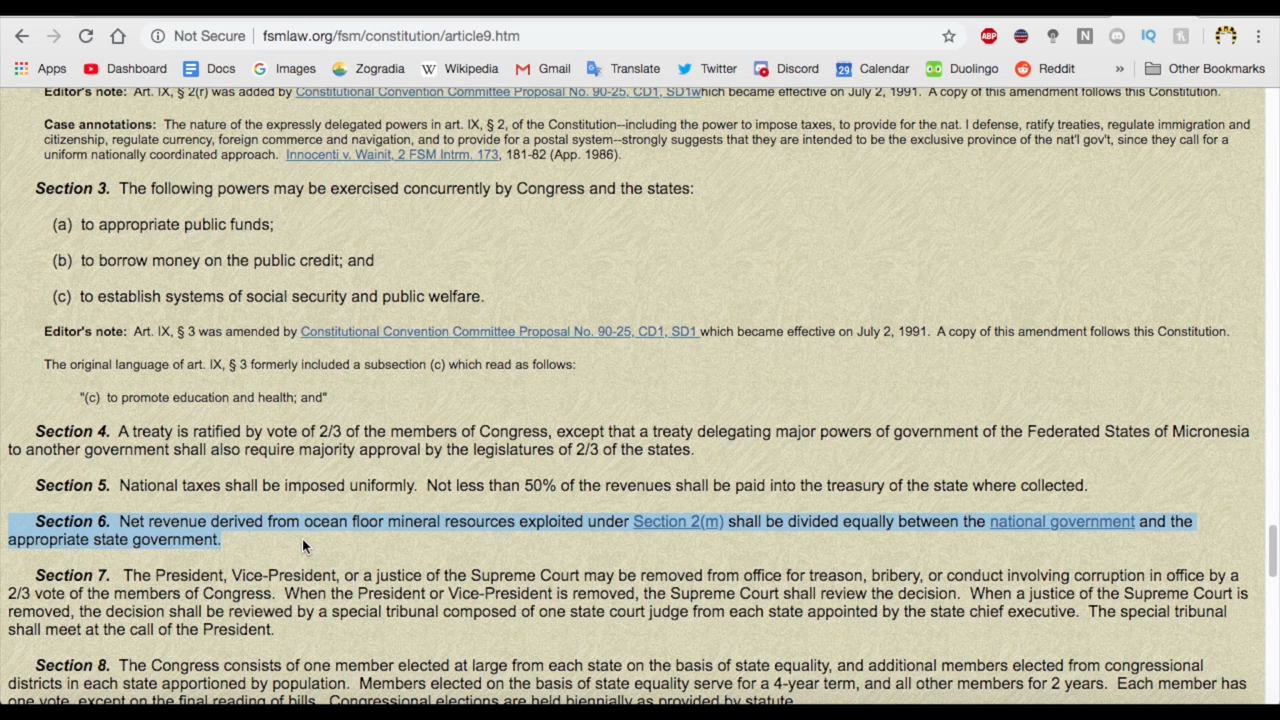 Not Secure fsmlaw.org/fsm/constitution/article9.htm
ABP N IQ
Apps Dashboard Docs Images Zogradia Wikipedia Gmail Translate Twitter 29 Calendar Discord Duolingo Reddit » Other Bookmarks
Editor's note: Art. IX, § 2(r) was added by Constitutional Convention Committee Proposal No. 90-25, CD1, SD1which became effective on July 2, 1991. A copy of this amendment follows this Constitution.
Case annotations: The nature of the expressly delegated powers in art. IX, § 2, of the Constitution--including the power to impose taxes, to provide for the nat. l defense, ratify treaties, regulate immigration and
citizenship, regulate currency, foreign commerce and navigation, and to provide for a postal system--strongly suggests that they are intended to be the exclusive province of the nat'l gov't, since they call for a
uniform nationally coordinated approach. Innocenti v. Wainit, 2 FSM Intrm. 173, 181-82 (App. 1986).
Section 3. The following powers may be exercised concurrently by Congress and the states:
(a) to appropriate public funds;
(b) to borrow money on the public credit; and
(c) to establish systems of social security and public welfare.
Editor's note: Art. IX, § 3 was amended by Constitutional Convention Committee Proposal No. 90-25, CD1, SD1 which became effective on July 2, 1991. A copy of this amendment follows this Constitution.
The original language of art. IX, § 3 formerly included a subsection (c) which read as follows:
"(c) to promote education and health; and"
Section 4. A treaty is ratified by vote of 2/3 of the members of Congress, except that a treaty delegating major powers of government of the Federated States of Micronesia
to another government shall also require majority approval by the legislatures of 2/3 of the states.
Section 5. National taxes shall be imposed uniformly. Not less than 50% of the revenues shall be paid into the treasury of the state where collected.
Section 6. Net revenue derived from ocean floor mineral resources exploited under Section 2(m) shall be divided equally between the national government and the
appropriate state government.
Section 7. The President, Vice-President, or a justice of the Supreme Court may be removed from office for treason, bribery, or conduct involving corruption in office by a
2/3 vote of the members of Congress. When the President or Vice-President is removed, the Supreme Court shall review the decision. When a justice of the Supreme Court is
removed, the decision shall be reviewed by a special tribunal composed of one state court judge from each state appointed by the state chief executive. The special tribunal
shall meet at the call of the President.
Section 8. The Congress consists of one member elected at large from each state on the basis of state equality, and additional members elected from congressional
districts in each state apportioned by population. Members elected on the basis of state equality serve for a 4-year term, and all other members for 2 years. Each member has
one vote, except on the final reading of bills. Congressional elections are held biennially as provided by statute.